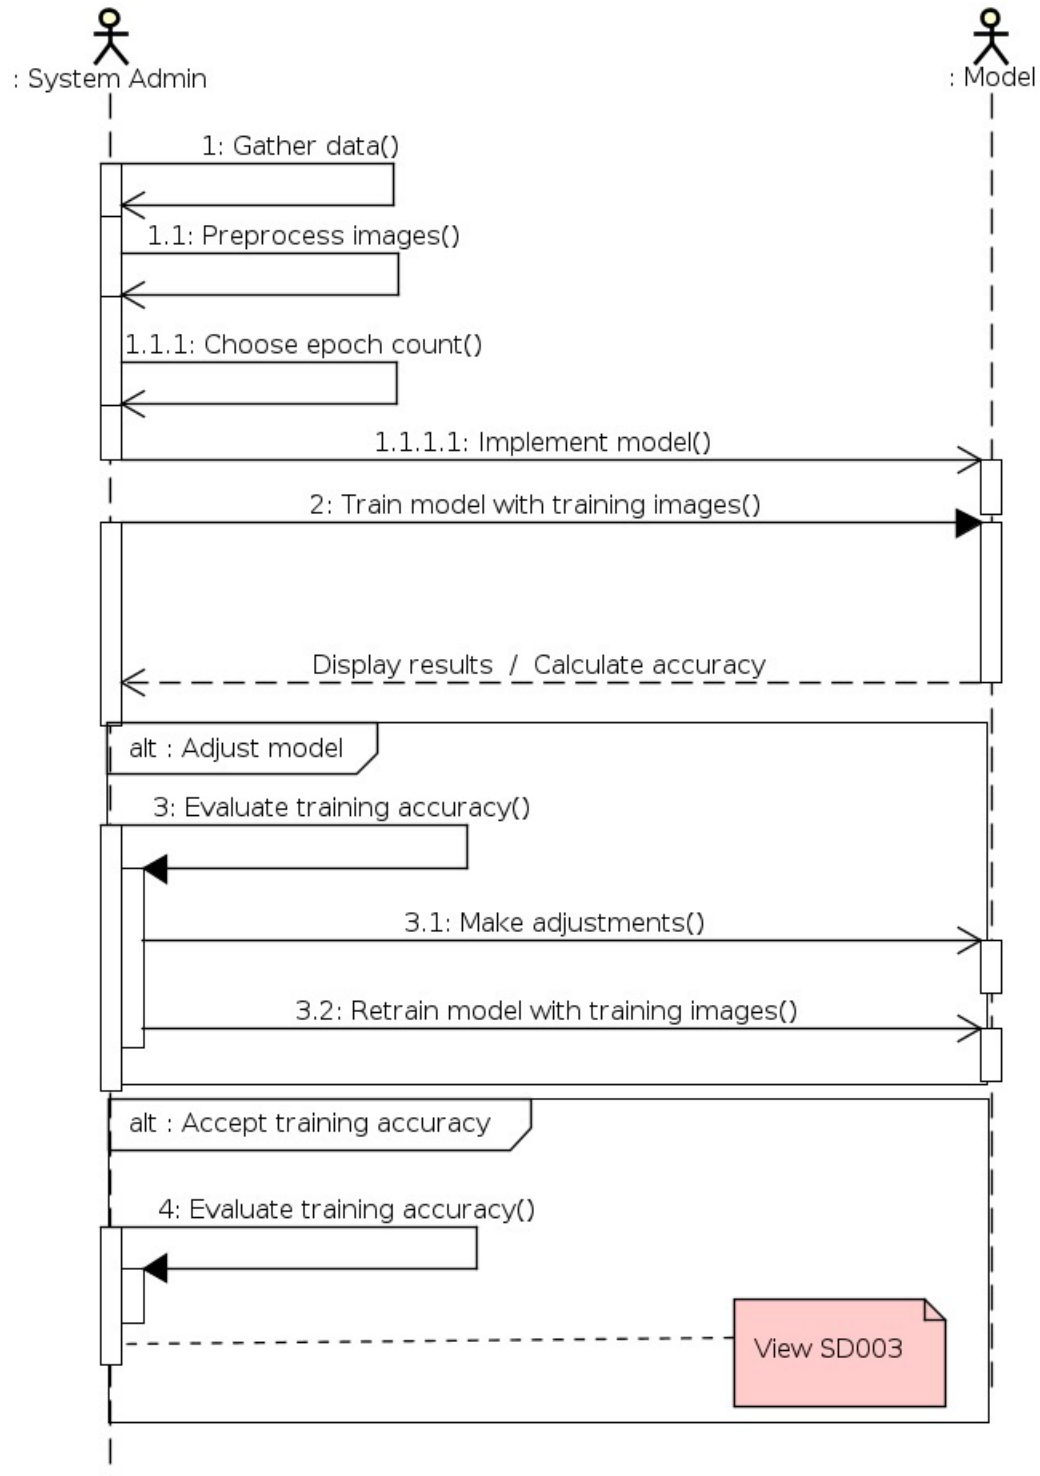 : System Admin
: Model
1: Gather data()
1.1: Preprocess images()
1.1.1: Choose epoch count()
1.1.1.1: Implement model()
2: Train model with training images()
Display results / Calculate accuracy
alt : Adjust model
3: Evaluate training accuracy()
3.1: Make adjustments()
3.2: Retrain model with training images()
alt : Accept training accuracy
4: Evaluate training accuracy()
View SD003